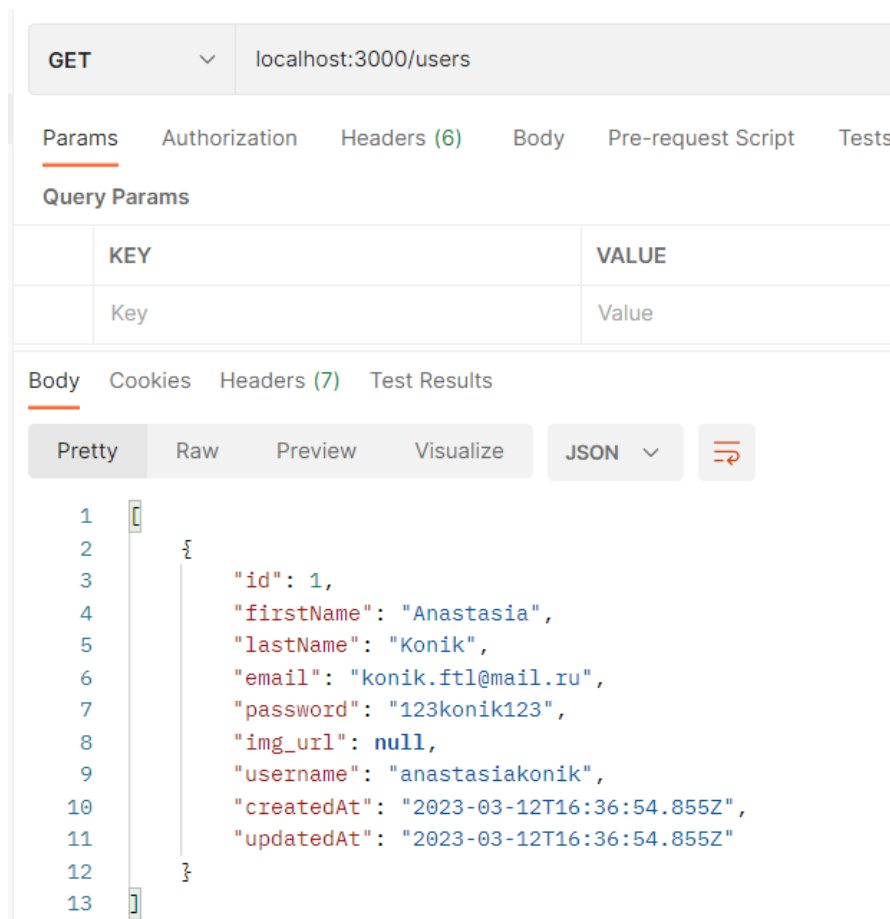 GET localhost:3000/users
Params Authorization Headers (6) Body Pre-request Script Tests
Query Params
KEY VALUE
Key Value
Body Cookies Headers (7) Test Results
Pretty Raw Preview Visualize JSON
1 [
2 {
3 "id": 1,
4 "firstName": "Anastasia",
5 "lastName": "Konik",
6 "email": "konik.ftl@mail.ru",
7 "password": "123konik123",
8 "img_url": null,
9 "username": "anastasiakonik",
10 "createdAt": "2023-03-12T16:36:54.855Z",
11 "updatedAt": "2023-03-12T16:36:54.855Z"
12 }
13 ]